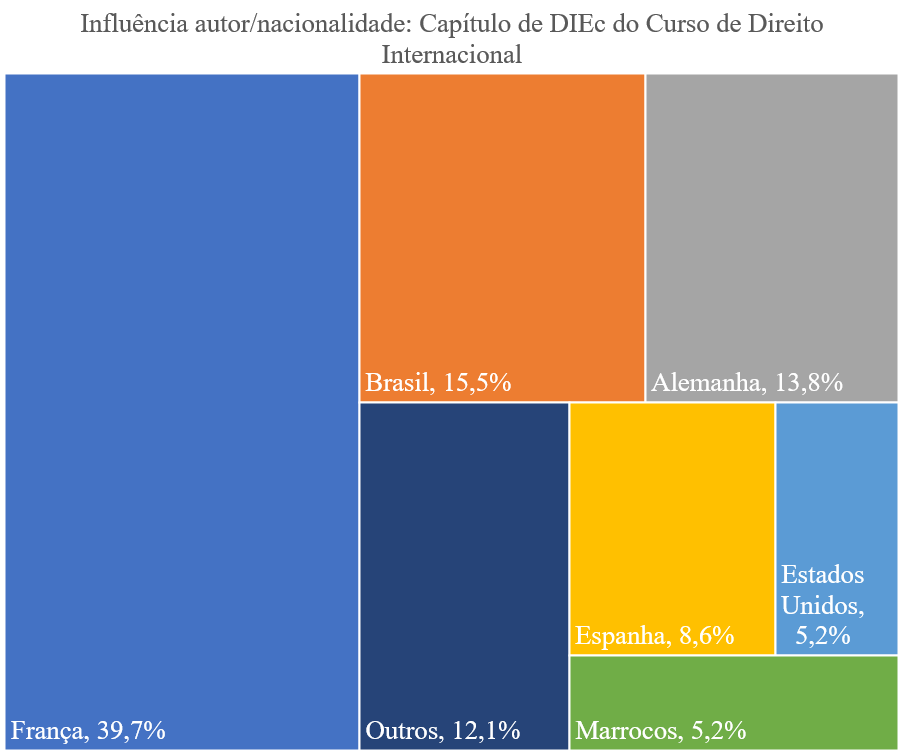 Influência autor/nacionalidade: Capítulo de DIEc do Curso de Direito
Internacional
França, 39,7%
Brasil, 15,5%
Alemanha, 13,8%
Outros, 12,1%
Espanha, 8,6%
Estados
Unidos,
5,2%
Marrocos, 5,2%